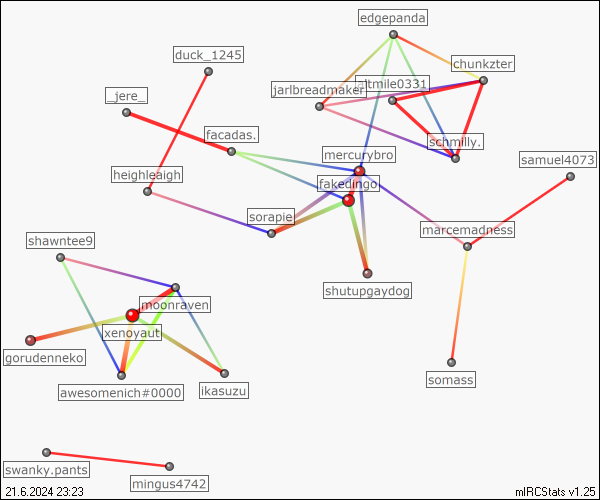 edgepanda
duck_1245
chunkzter
jarlbreadmaker
altmile0331
_jere_
facadas.
schmilly.
mercurybro
samuel4073
heighleaigh
fakedingo
sorapie
marcemadness
shawntee9
shutupgaydog
moonraven
xenoyaut
gorudenneko
somass
awesomenich#0000
ikasuzu
swanky.pants
mingus4742
21.6.2024 23:23
mIRCStats v1.25